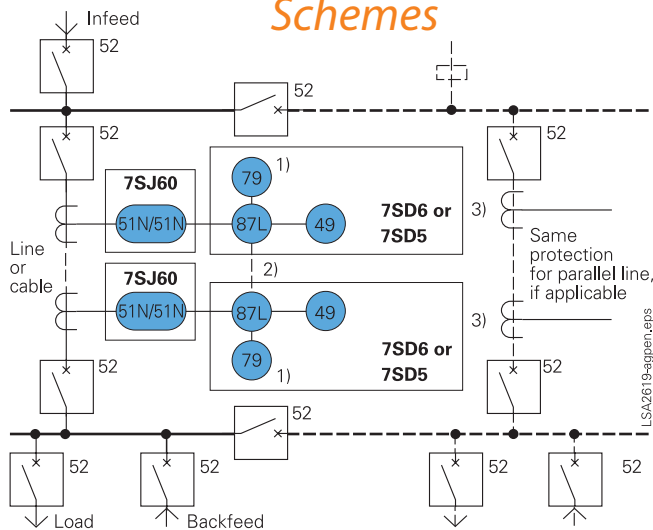 Schemes
Infeed
52
52
52
52
7SJ60
51N/51N
79
1)
87L
49
7SD6 or
7SD5
3)
Line
or
cable
2)
Same
protection
for parallel line,
if applicable
7SJ60
51N/51N
87L
49
79
1)
7SD6 or
7SD5
3)
52
52
52
52
52
52
52
Load
Backfeed
LSA2619-agpen.eps